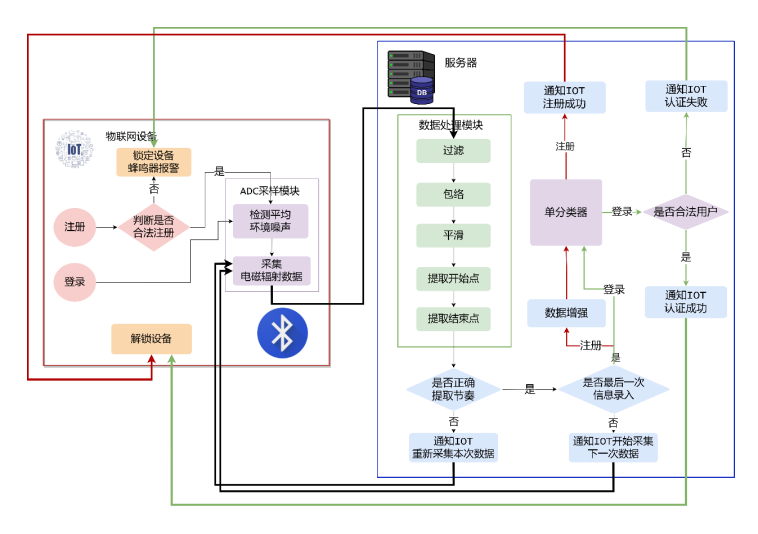 服务器
DB
通知IOT
注册成功
通知IOT
认证失败
物联网设备
IoT
锁定设备
蜂鸣器报警
数据处理模块
过滤
注册
否
是
否
ADC采样模块
包络
注册
判断是否
合法注册
检测平均
环境噪声
单分类器
登录
是否合法用户
平滑
登录
采集
电磁辐射数据
提取开始点
是
登录
通知IOT
认证成功
解锁设备
提取结束点
数据增强
注册
是
是否正确
提取节奏
是
是否最后一次
信息录入
否
否
通知IOT
重新采集本次数据
通知IOT开始采集
下一次数据